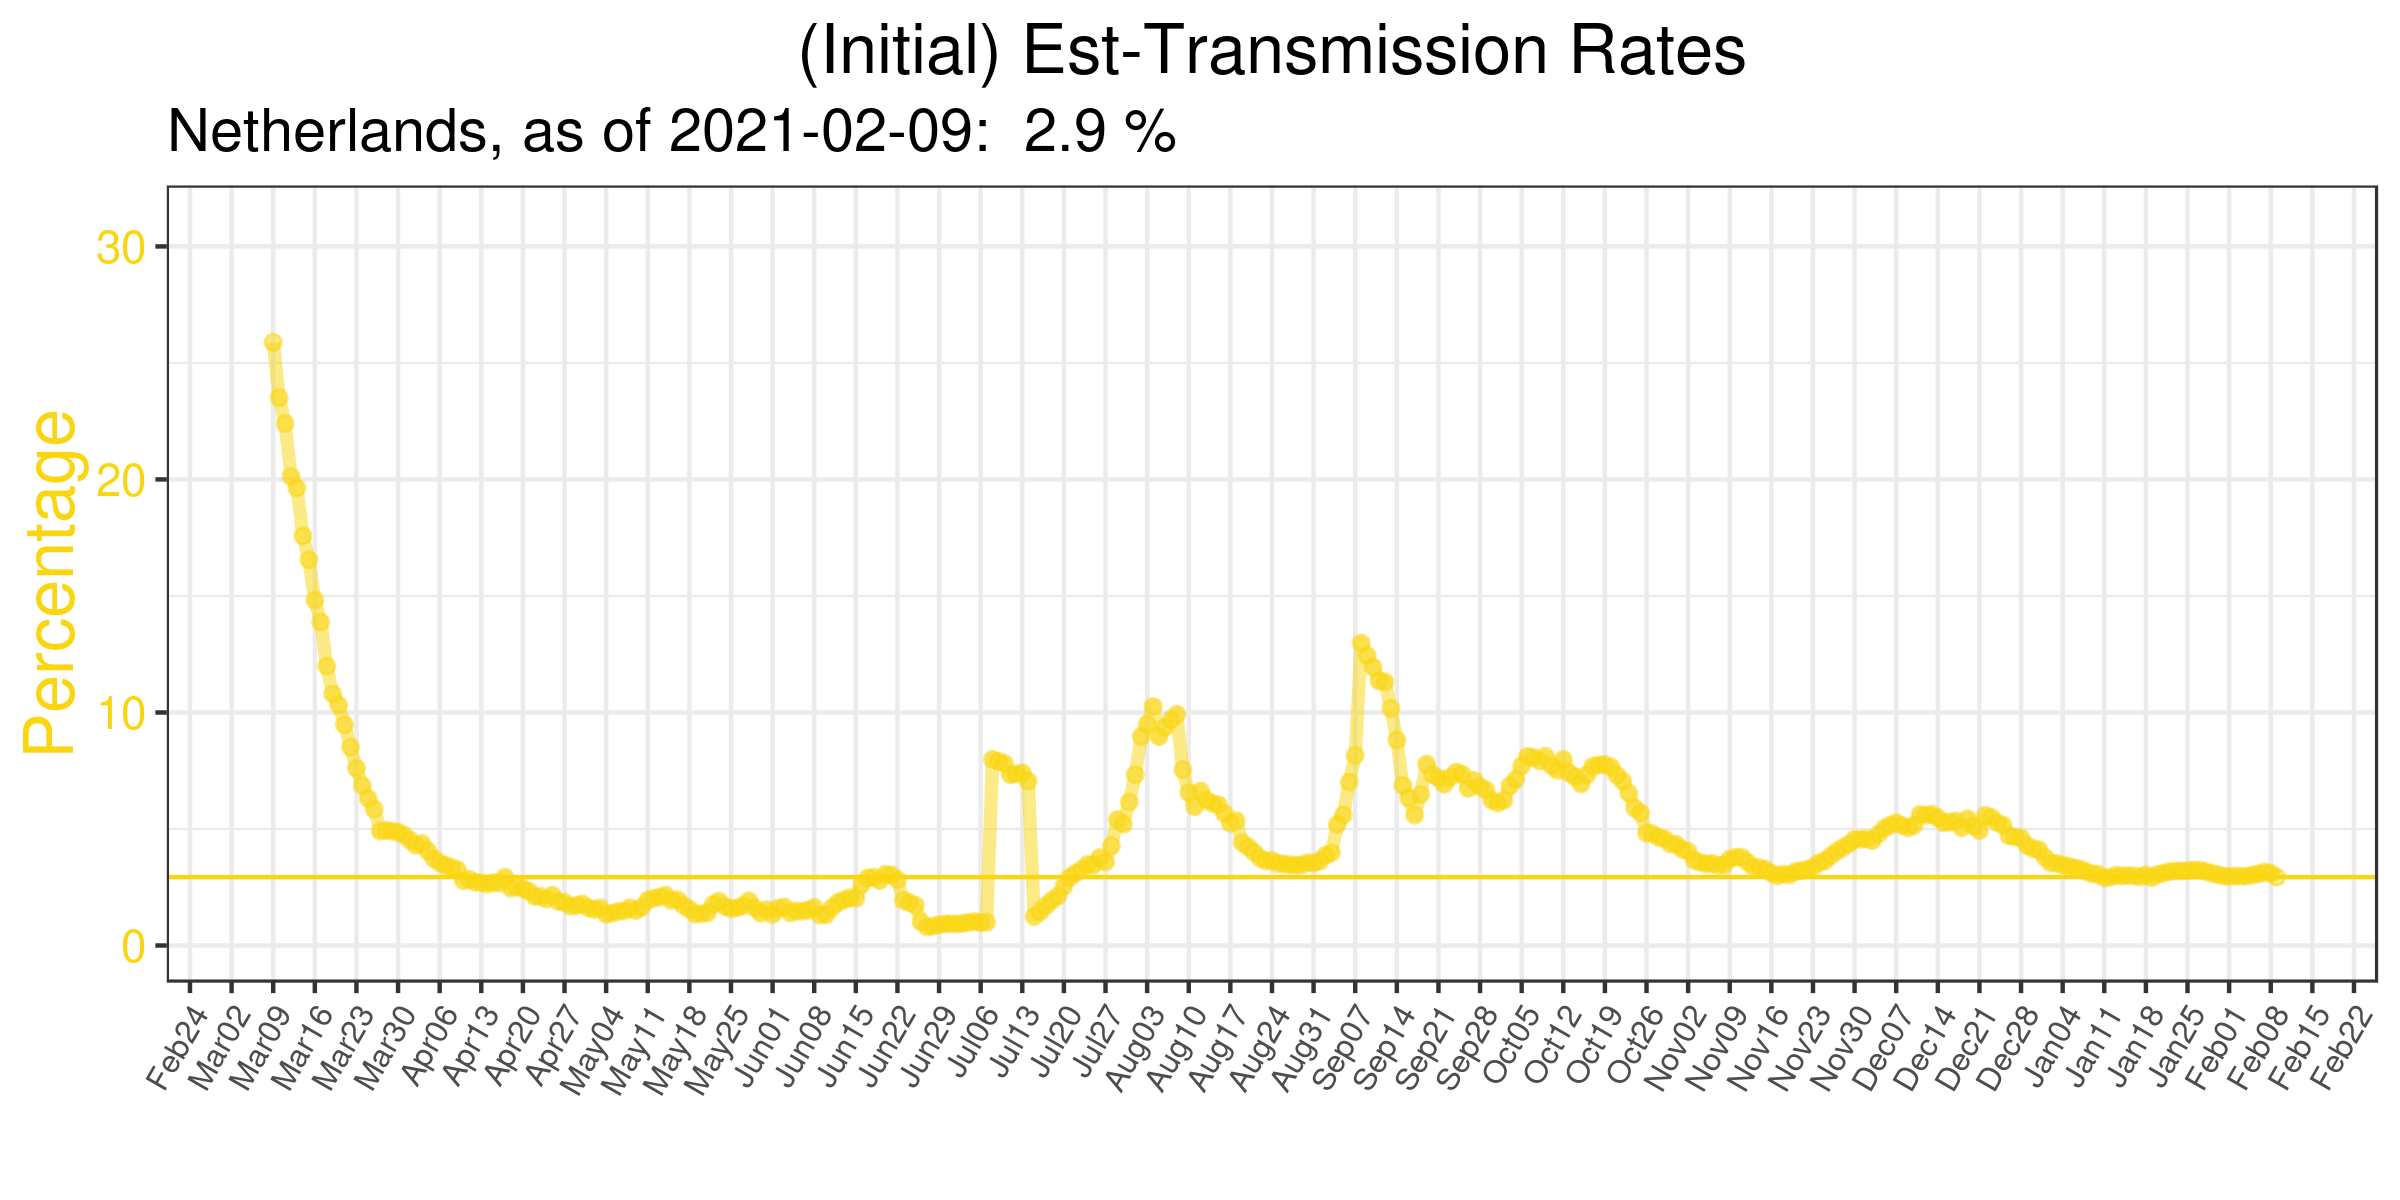 (Initial) Est-Transmission Rates
Netherlands, as of 2021-02-09:  2.9 %
Percentage
30
20
10
0
Feb24
Mar02
Mar09
Mar16
Mar23
Mar30
Apr06
Apr13
Apr20
Apr27
May04
May11
May18
May25
Jun01
Jun08
Jun15
Jun22
Jun29
Jul06
Jul13
Jul20
Jul27
Aug03
Aug10
Aug17
Aug24
Aug31
Sep07
Sep14
Sep21
Sep28
Oct05
Oct12
Oct19
Oct26
Nov02
Nov09
Nov16
Nov23
Nov30
Dec07
Dec14
Dec21
Dec28
Jan04
Jan11
Jan18
Jan25
Feb01
Feb08
Feb15
Feb22